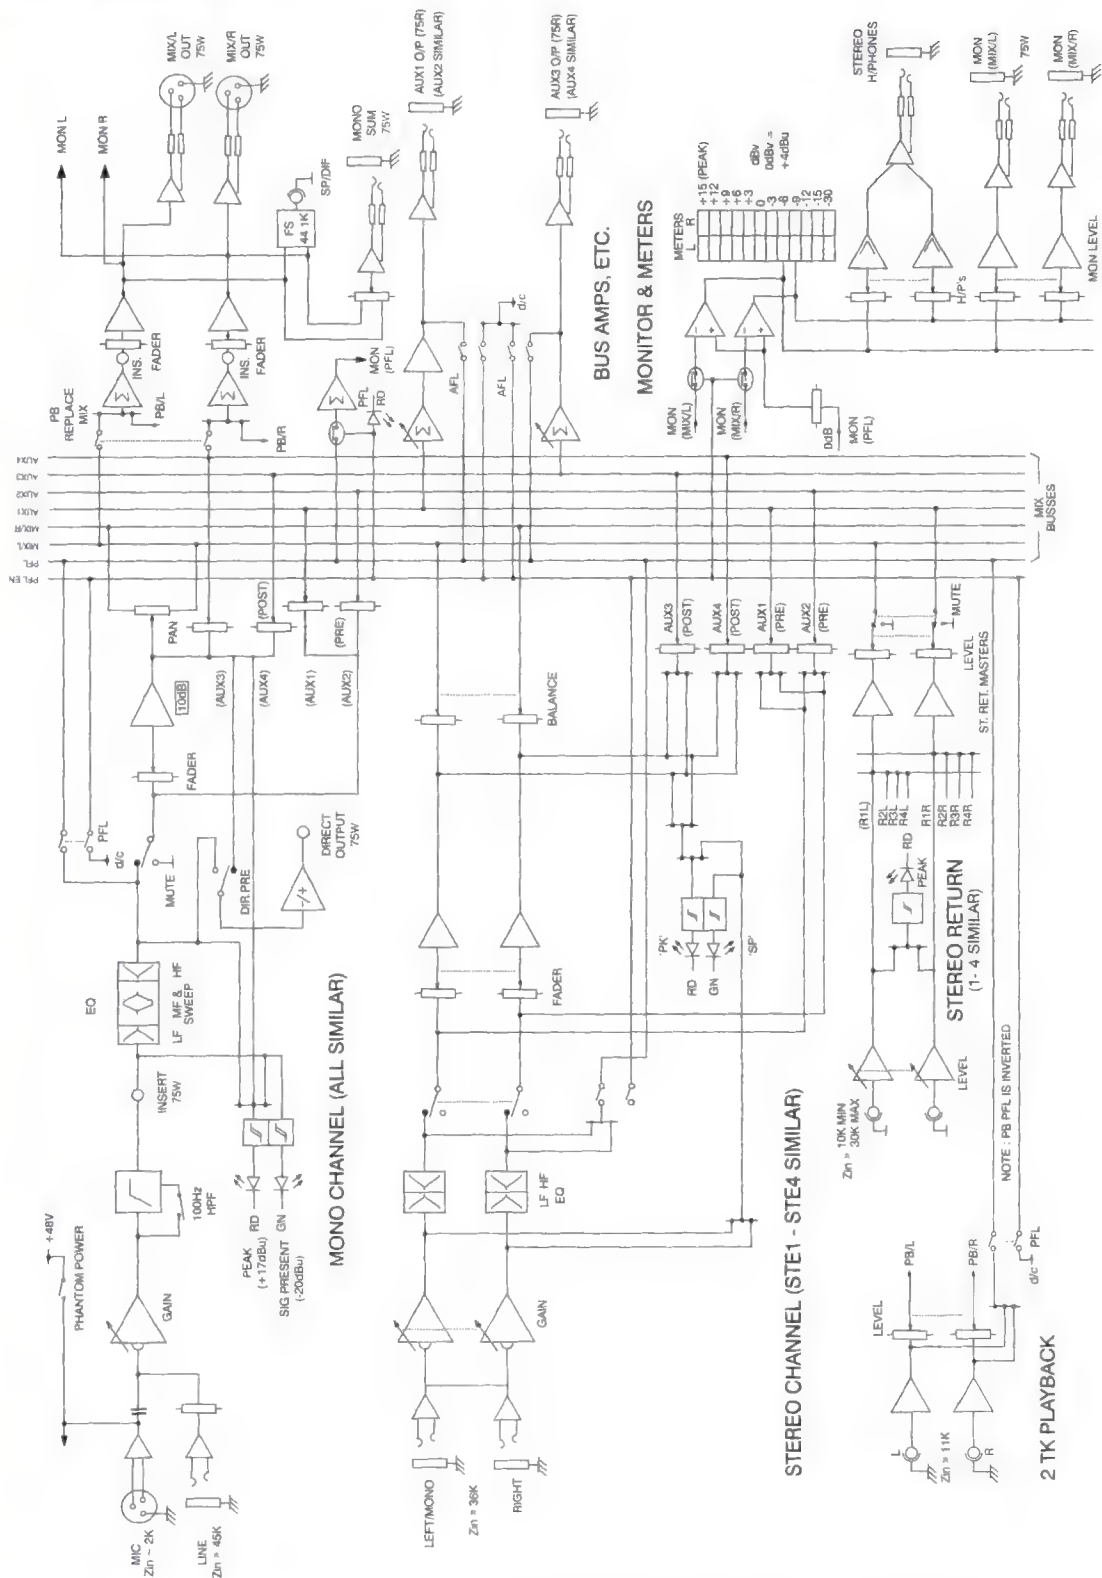 MIC
Zin ~ 2K
LINE
Zin = 45K
+48V
PHANTOM POWER
GAIN
100Hz
HPF
INSERT
75W
EQ
LF MF & HF
SWEEP
PEAK
(+17dBu)
RD
SIG PRESENT
(-20dBu)
GN
MUTE
d/c
PFL
FADER
10dB
DIR.PRE
-/+
DIRECT
OUTPUT
75W
PAN
(AUX3)
(AUX4)
(POST)
(AUX1)
(AUX2)
(PRE)
MONO CHANNEL (ALL SIMILAR)
PFL EN
PFL
MIX/L
MIX/R
AUX1
AUX2
AUX3
AUX4
MIX
BUSSES
PB
REPLACE
MIX
PB/L
PB/R
Σ
Σ
INS.
FADER
INS.
FADER
MON L
MON R
MIX/L
OUT
75W
MIX/R
OUT
75W
FS
44.1K
SP/DIF
MONO
SUM
75W
Σ
MON
(PFL)
PFL
RD
Σ
AUX1 O/P (75R)
(AUX2 SIMILAR)
AFL
d/c
AFL
Σ
AUX3 O/P (75R)
(AUX4 SIMILAR)
BUS AMPS, ETC.
MONITOR & METERS
MON
(MIX/L)
MON
(MIX/R)
0dB
MON
(PFL)
- +
- +
METERS
L R
+15 (PEAK)
+12
+9
+6
+3
0
-3
-6
-9
-12
-15
-30
dBv
0dBv =
+4dBu
H/P's
MON LEVEL
STEREO
H/PHONES
MON
(MIX/L)
75W
MON
(MIX/R)
LEFT/MONO
Zin = 36K
RIGHT
GAIN
LF HF
EQ
FADER
BALANCE
'PK'
RD
GN
'SP'
AUX3
(POST)
AUX4
(POST)
AUX1
(PRE)
AUX2
(PRE)
STEREO CHANNEL (STE1 - STE4 SIMILAR)
Zin = 10K MIN
30K MAX
LEVEL
RD
PEAK
(R1L)
R2L
R3L
R4L
R1R
R2R
R3R
R4R
LEVEL
ST. RET. MASTERS
MUTE
STEREO RETURN
(1- 4 SIMILAR)
NOTE : PB PFL IS INVERTED
L
Zin = 11K
R
LEVEL
PB/L
PB/R
d/c
PFL
2 TK PLAYBACK